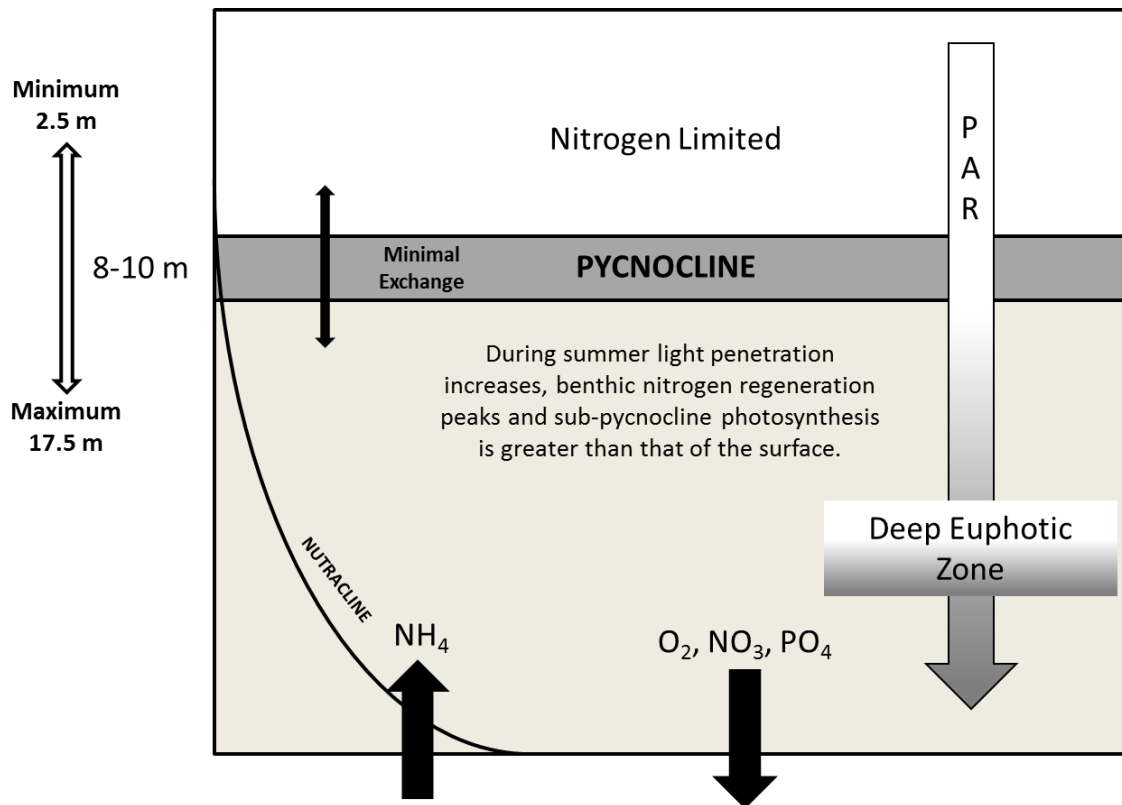 Minimum
2.5 m
8-10 m
Maximum
17.5 m
Nitrogen Limited
P
A
R
Minimal
Exchange
PYCNOCLINE
During summer light penetration
increases, benthic nitrogen regeneration
peaks and sub-pycnocline photosynthesis
is greater than that of the surface.
Deep Euphotic
Zone
NUTRACLINE
NH₄
O₂, NO₃, PO₄